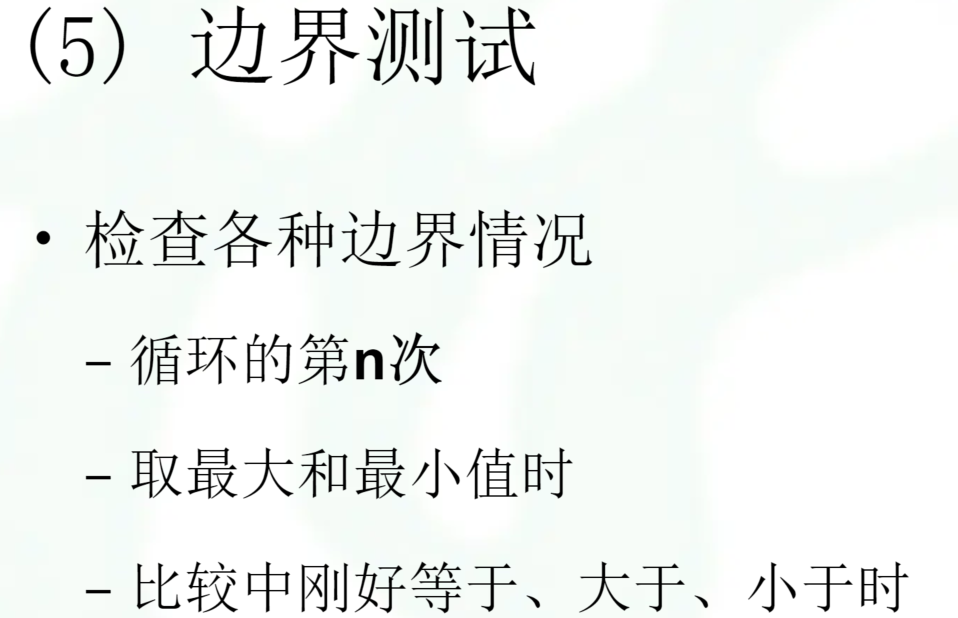 (5) 边界测试
• 检查各种边界情况
– 循环的第n次
– 取最大和最小值时
– 比较中刚好等于、大于、小于时